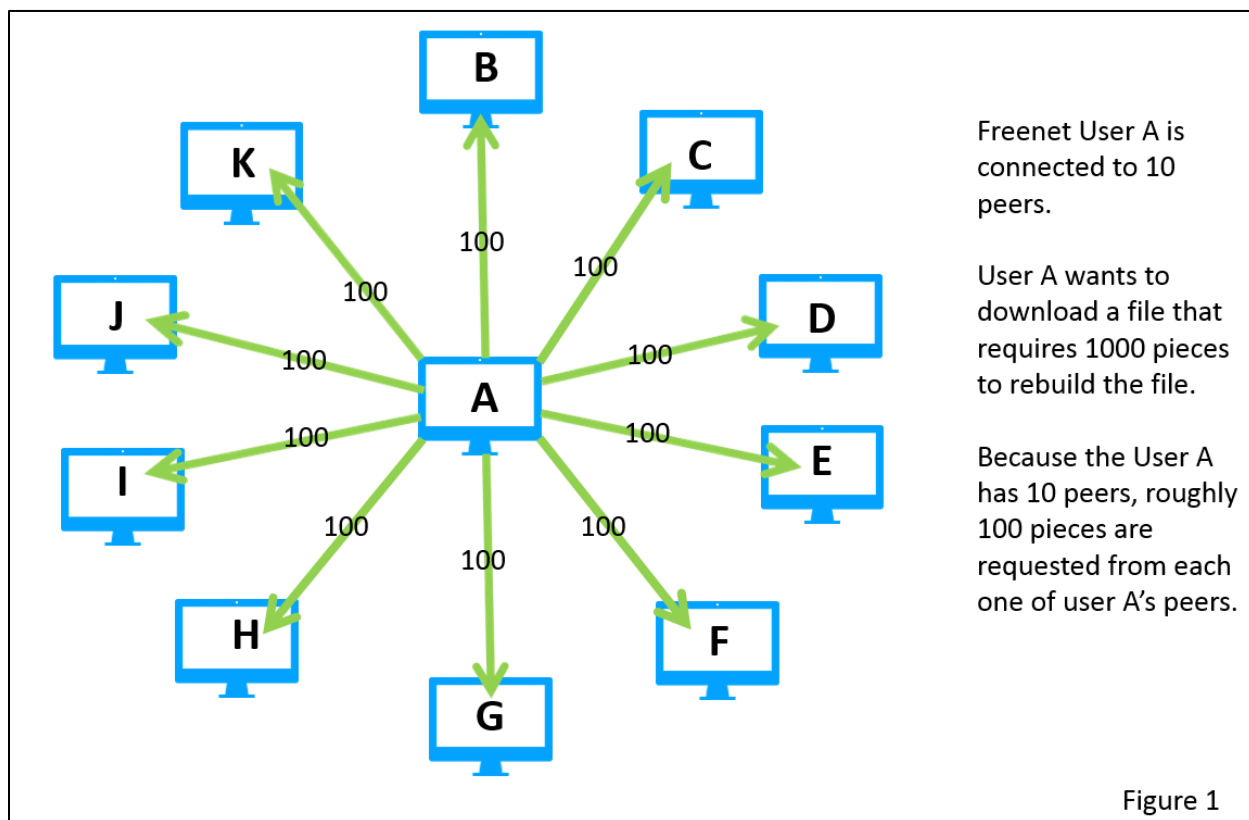 B
K
C
100
100
100
J
D
100
100
A
100
100
I
E
100
100
100
H
F
G
Freenet User A is
connected to 10
peers.
User A wants to
download a file that
requires 1000 pieces
to rebuild the file.
Because the User A
has 10 peers, roughly
100 pieces are
requested from each
one of user A’s peers.
Figure 1